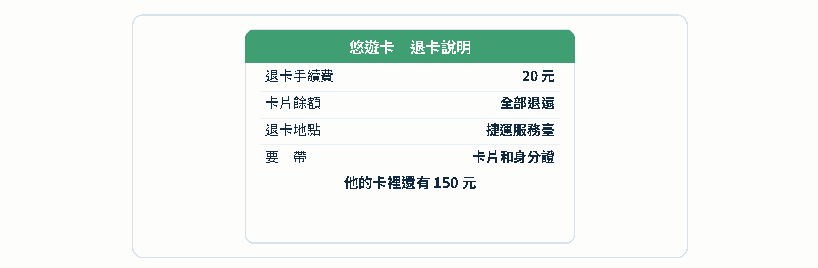 悠遊卡　退卡說明
退卡手續費 20 元
卡片餘額 全部退還
退卡地點 捷運服務臺
要　帶 卡片和身分證
他的卡裡還有 150 元